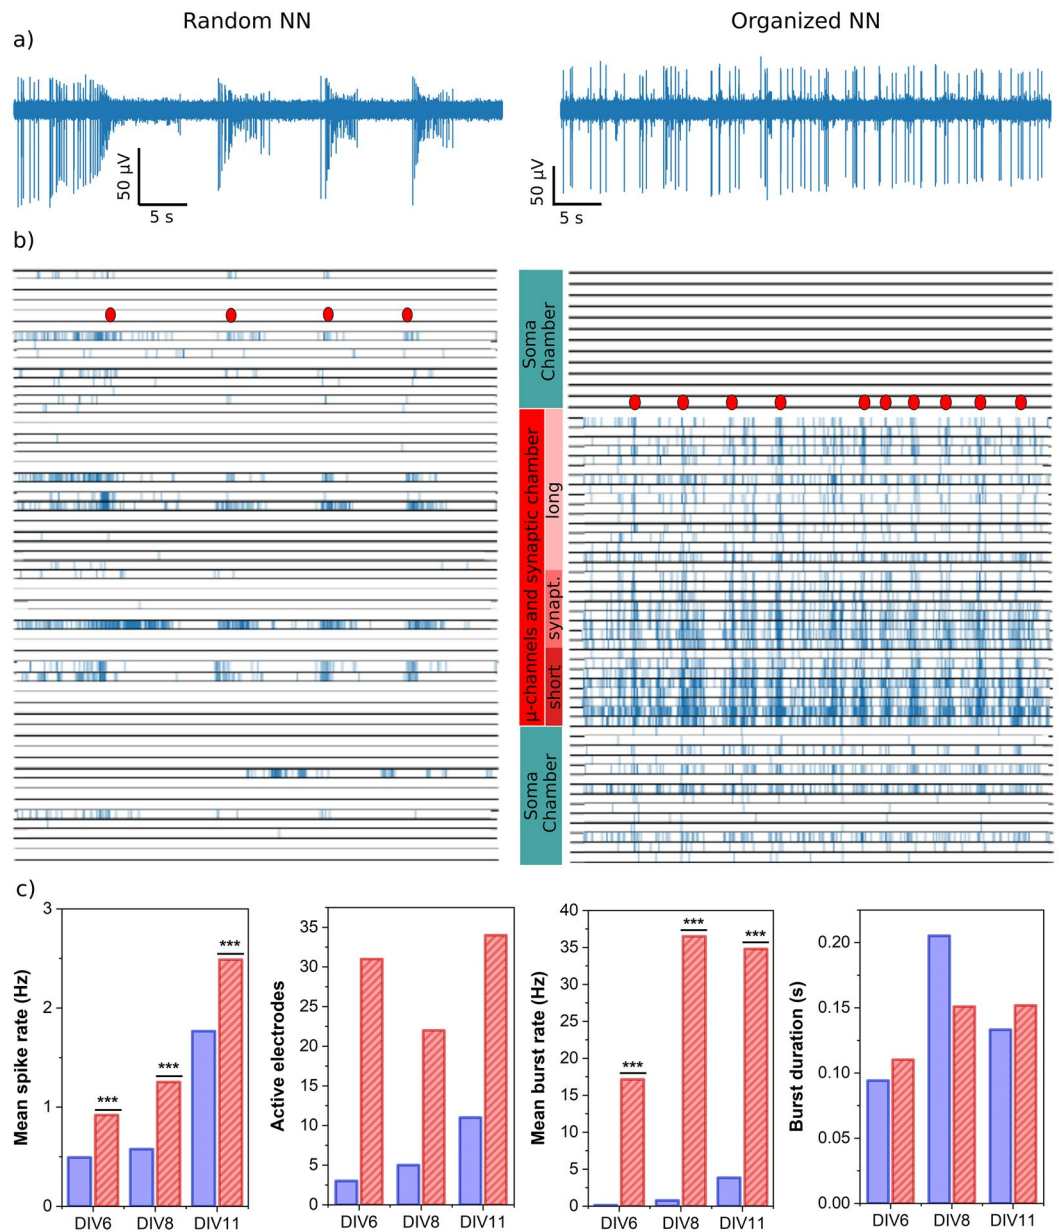 Random NN
Organized NN
a)
50 µV
5 s
50 µV
5 s
b)
Soma
Chamber
µ-channels and synaptic chamber
long
synapt.
short
Soma
Chamber
c)
Mean spike rate (Hz)
3
2
1
0
***
***
***
DIV6 DIV8 DIV11
Active electrodes
35
30
25
20
15
10
5
0
DIV6 DIV8 DIV11
Mean burst rate (Hz)
40
35
30
25
20
15
10
5
0
***
***
***
DIV6 DIV8 DIV11
Burst duration (s)
0.20
0.15
0.10
0.05
0.00
DIV6 DIV8 DIV11